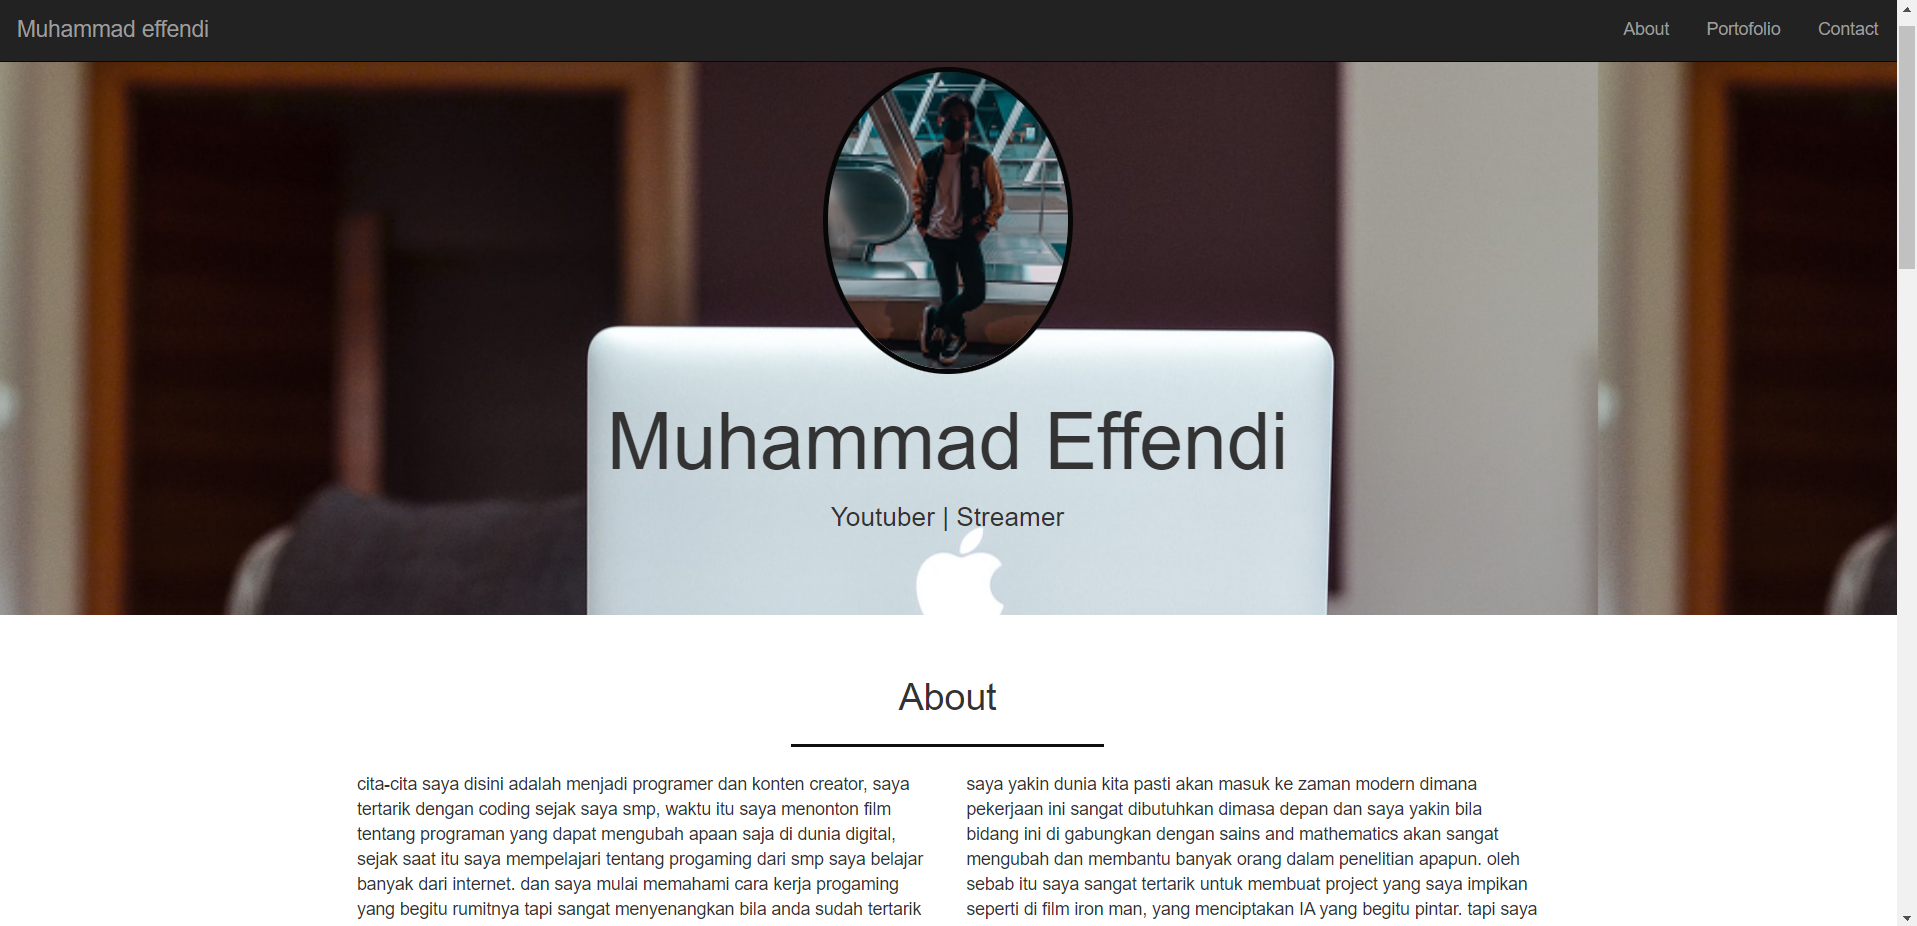 Muhammad effendi
About
Portofolio
Contact
Muhammad Effendi
Youtuber | Streamer
About
cita-cita saya disini adalah menjadi programer dan konten creator, saya
tertarik dengan coding sejak saya smp, waktu itu saya menonton film
tentang programan yang dapat mengubah apaan saja di dunia digital,
sejak saat itu saya mempelajari tentang progaming dari smp saya belajar
banyak dari internet. dan saya mulai memahami cara kerja progaming
yang begitu rumitnya tapi sangat menyenangkan bila anda sudah tertarik
saya yakin dunia kita pasti akan masuk ke zaman modern dimana
pekerjaan ini sangat dibutuhkan dimasa depan dan saya yakin bila
bidang ini di gabungkan dengan sains and mathematics akan sangat
mengubah dan membantu banyak orang dalam penelitian apapun. oleh
sebab itu saya sangat tertarik untuk membuat project yang saya impikan
seperti di film iron man, yang menciptakan IA yang begitu pintar. tapi saya